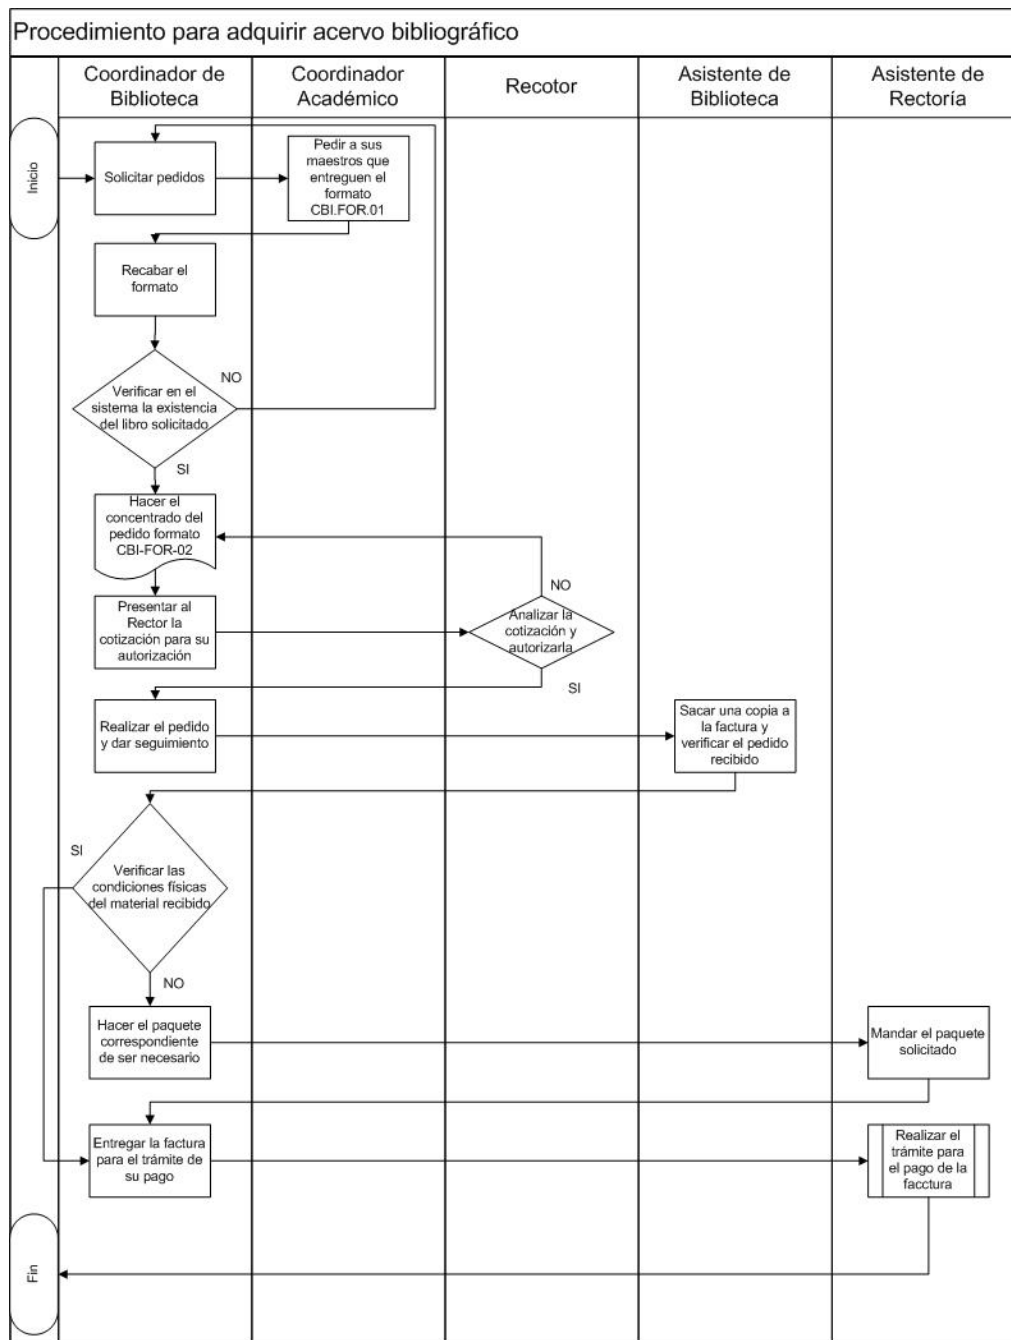 Procedimiento para adquirir acervo bibliográfico
Coordinador de
Biblioteca
Coordinador
Académico
Recotor
Asistente de
Biblioteca
Asistente de
Rectoría
Inicio
Solicitar pedidos
Pedir a sus
maestros que
entreguen el
formato
CBI.FOR.01
Recabar el
formato
Verificar en el
sistema la existencia
del libro solicitado
NO
SI
Hacer el
concentrado del
pedido formato
CBI-FOR-02
Presentar al
Rector la
cotización para su
autorización
Analizar la
cotización y
autorizarla
NO
SI
Realizar el pedido
y dar seguimiento
Sacar una copia a
la factura y
verificar el pedido
recibido
Verificar las
condiciones físicas
del material recibido
SI
NO
Hacer el paquete
correspondiente
de ser necesario
Mandar el paquete
solicitado
Entregar la factura
para el trámite de
su pago
Realizar el
trámite para
el pago de la
facctura
Fin